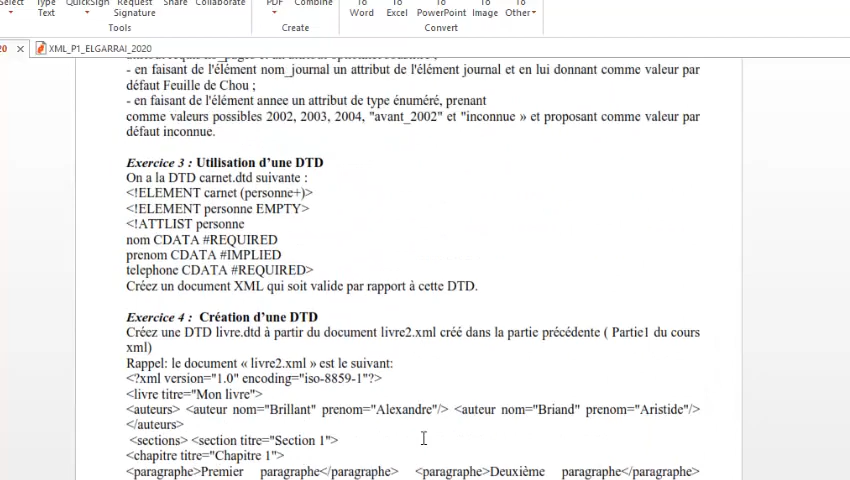 Select Type Text QuickSign Request Signature Share Collaborate PDF Combine To Word To Excel To PowerPoint To Image To Other
Tools Create Convert
XML_P1_ELGARRAI_2020
- en faisant de l'élément nom_journal un attribut de l'élément journal et en lui donnant comme valeur par
défaut Feuille de Chou ;
- en faisant de l'élément annee un attribut de type énuméré, prenant
comme valeurs possibles 2002, 2003, 2004, "avant_2002" et "inconnue » et proposant comme valeur par
défaut inconnue.
Exercice 3 : Utilisation d'une DTD
On a la DTD carnet.dtd suivante :
<!ELEMENT carnet (personne+)>
<!ELEMENT personne EMPTY>
<!ATTLIST personne
nom CDATA #REQUIRED
prenom CDATA #IMPLIED
telephone CDATA #REQUIRED>
Créez un document XML qui soit valide par rapport à cette DTD.
Exercice 4 : Création d'une DTD
Créez une DTD livre.dtd à partir du document livre2.xml créé dans la partie précédente ( Partie1 du cours
xml)
Rappel: le document « livre2.xml » est le suivant:
<?xml version="1.0" encoding="iso-8859-1"?>
<livre titre="Mon livre">
<auteurs> <auteur nom="Brillant" prenom="Alexandre"/> <auteur nom="Briand" prenom="Aristide"/>
</auteurs>
<sections> <section titre="Section 1">
<chapitre titre="Chapitre 1">
<paragraphe>Premier paragraphe</paragraphe> <paragraphe>Deuxième paragraphe</paragraphe>